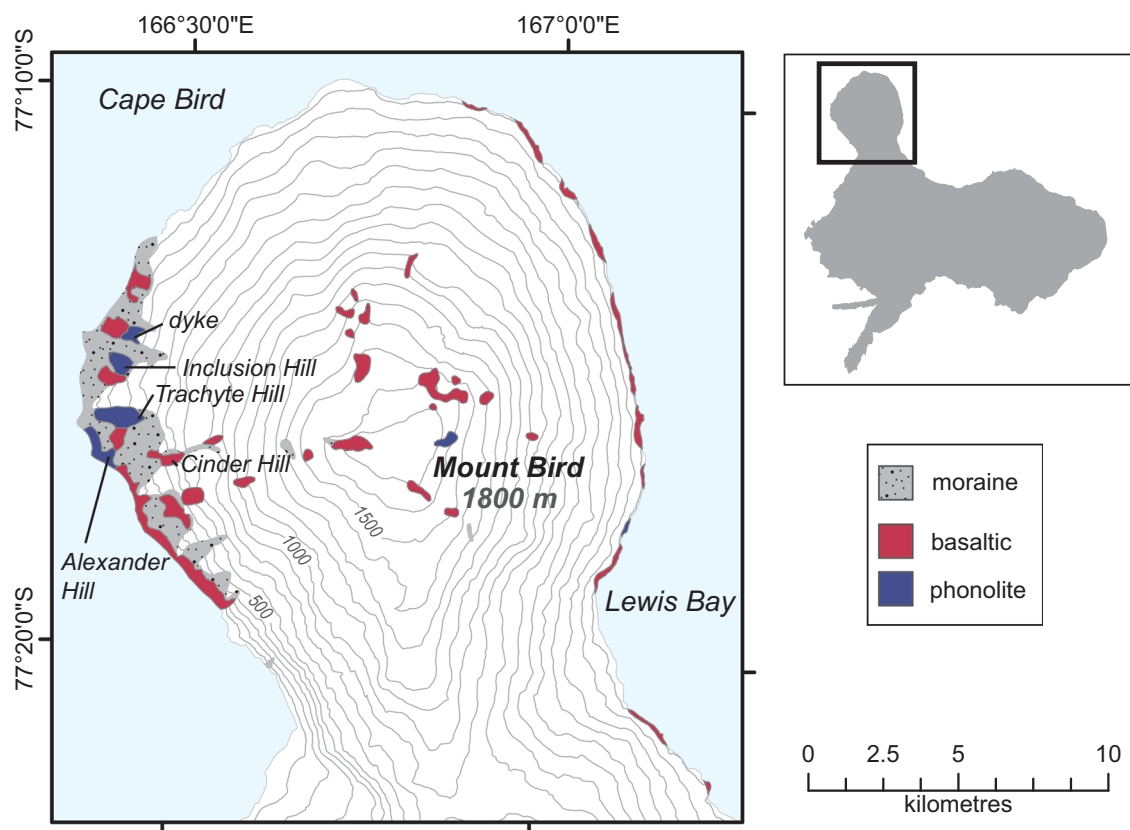 166°30'0"E
167°0'0"E
77°10'0"S
Cape Bird
dyke
Inclusion Hill
Trachyte Hill
Cinder Hill
Mount Bird
1800 m
1500
1000
500
Alexander
Hill
Lewis Bay
77°20'0"S
moraine
basaltic
phonolite
0 2.5 5 10
kilometres